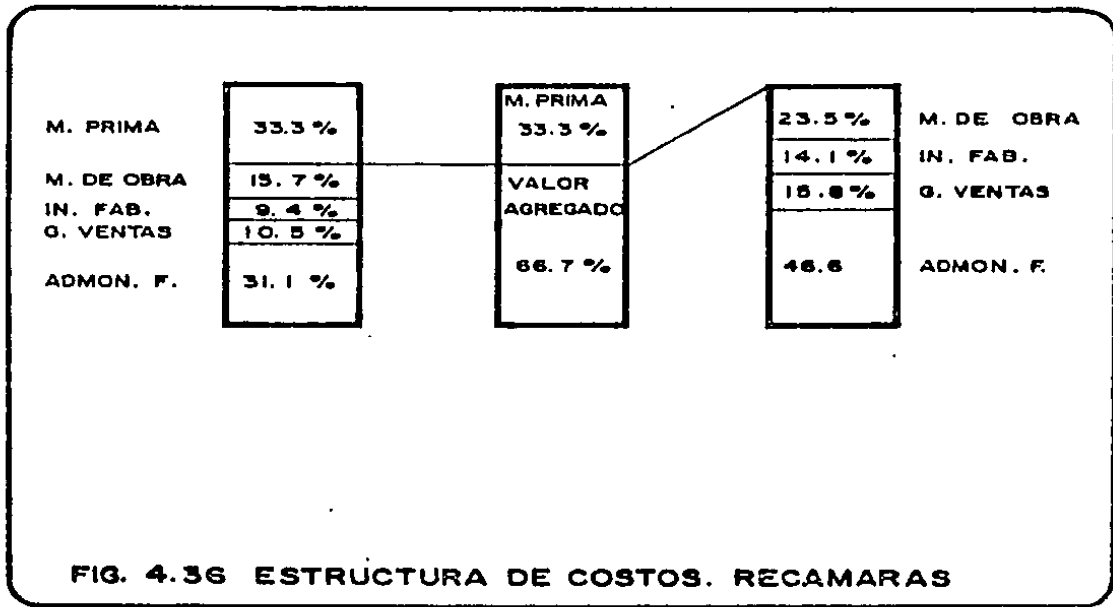 M. PRIMA 33.3 %
M. DE OBRA 15.7 %
IN. FAB. 9.4 %
G. VENTAS 10.5 %
ADMON. F. 31.1 %
M. PRIMA
33.3 %
VALOR
AGREGADO
66.7 %
23.5 % M. DE OBRA
14.1 % IN. FAB.
15.8 % G. VENTAS
46.6 ADMON. F.
FIG. 4.36 ESTRUCTURA DE COSTOS. RECAMARAS